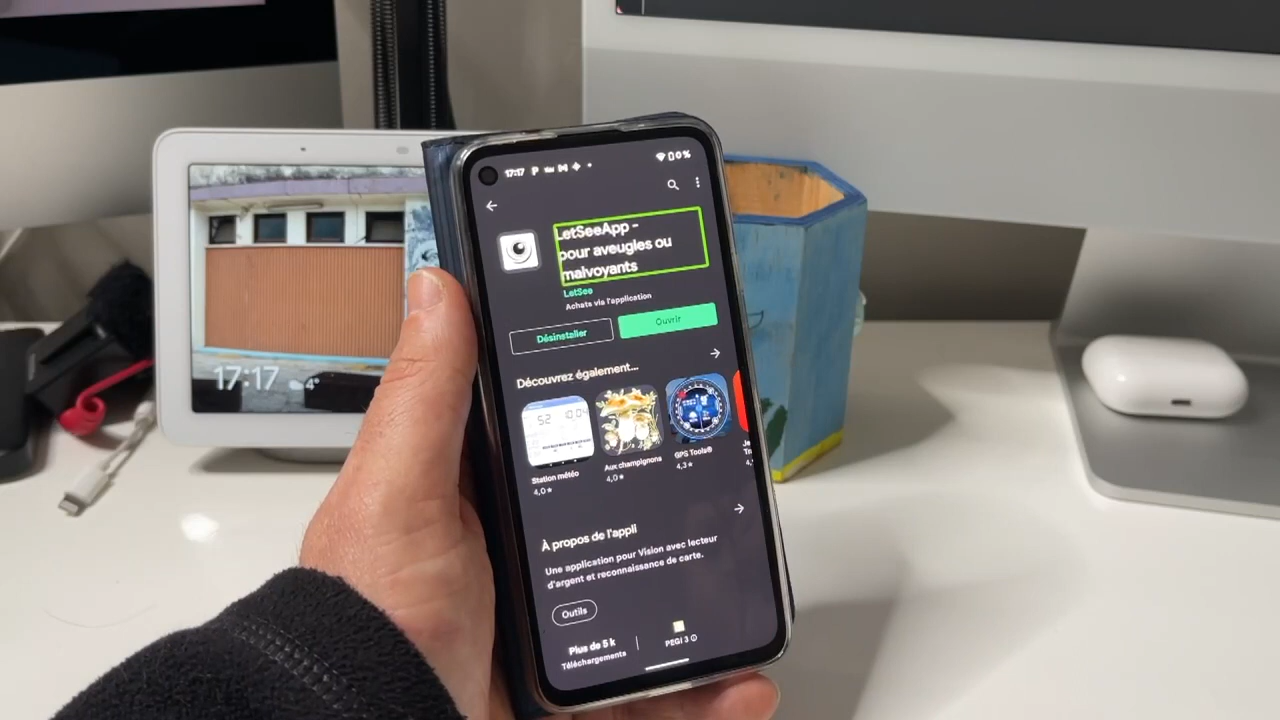 17:17
0%
LetSeeApp -
pour aveugles ou
malvoyants
LetSee
Achats via l'application
Désinstaller
Ouvrir
Découvrez également...
Station météo
4,0★
Aux champignons
4,0★
GPS Tools®
4,3★
À propos de l'appli
Une application pour Vision avec lecteur
d'argent et reconnaissance de carte.
Outils
Plus de 5 k
Téléchargements
PEGI 3
17:17
4°